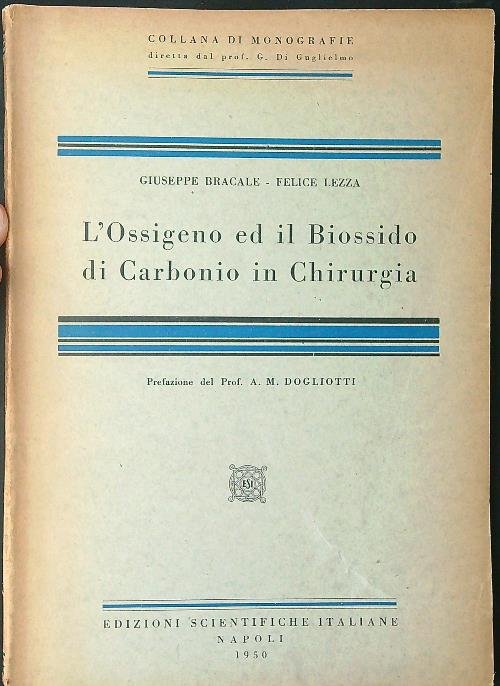 COLLANA DI MONOGRAFIE
diretta dal prof. G. Di Guglielmo
GIUSEPPE BRACALE - FELICE LEZZA
L'Ossigeno ed il Biossido
di Carbonio in Chirurgia
Prefazione del Prof. A. M. DOGLIOTTI
ESI
EDIZIONI SCIENTIFICHE ITALIANE
NAPOLI
1950